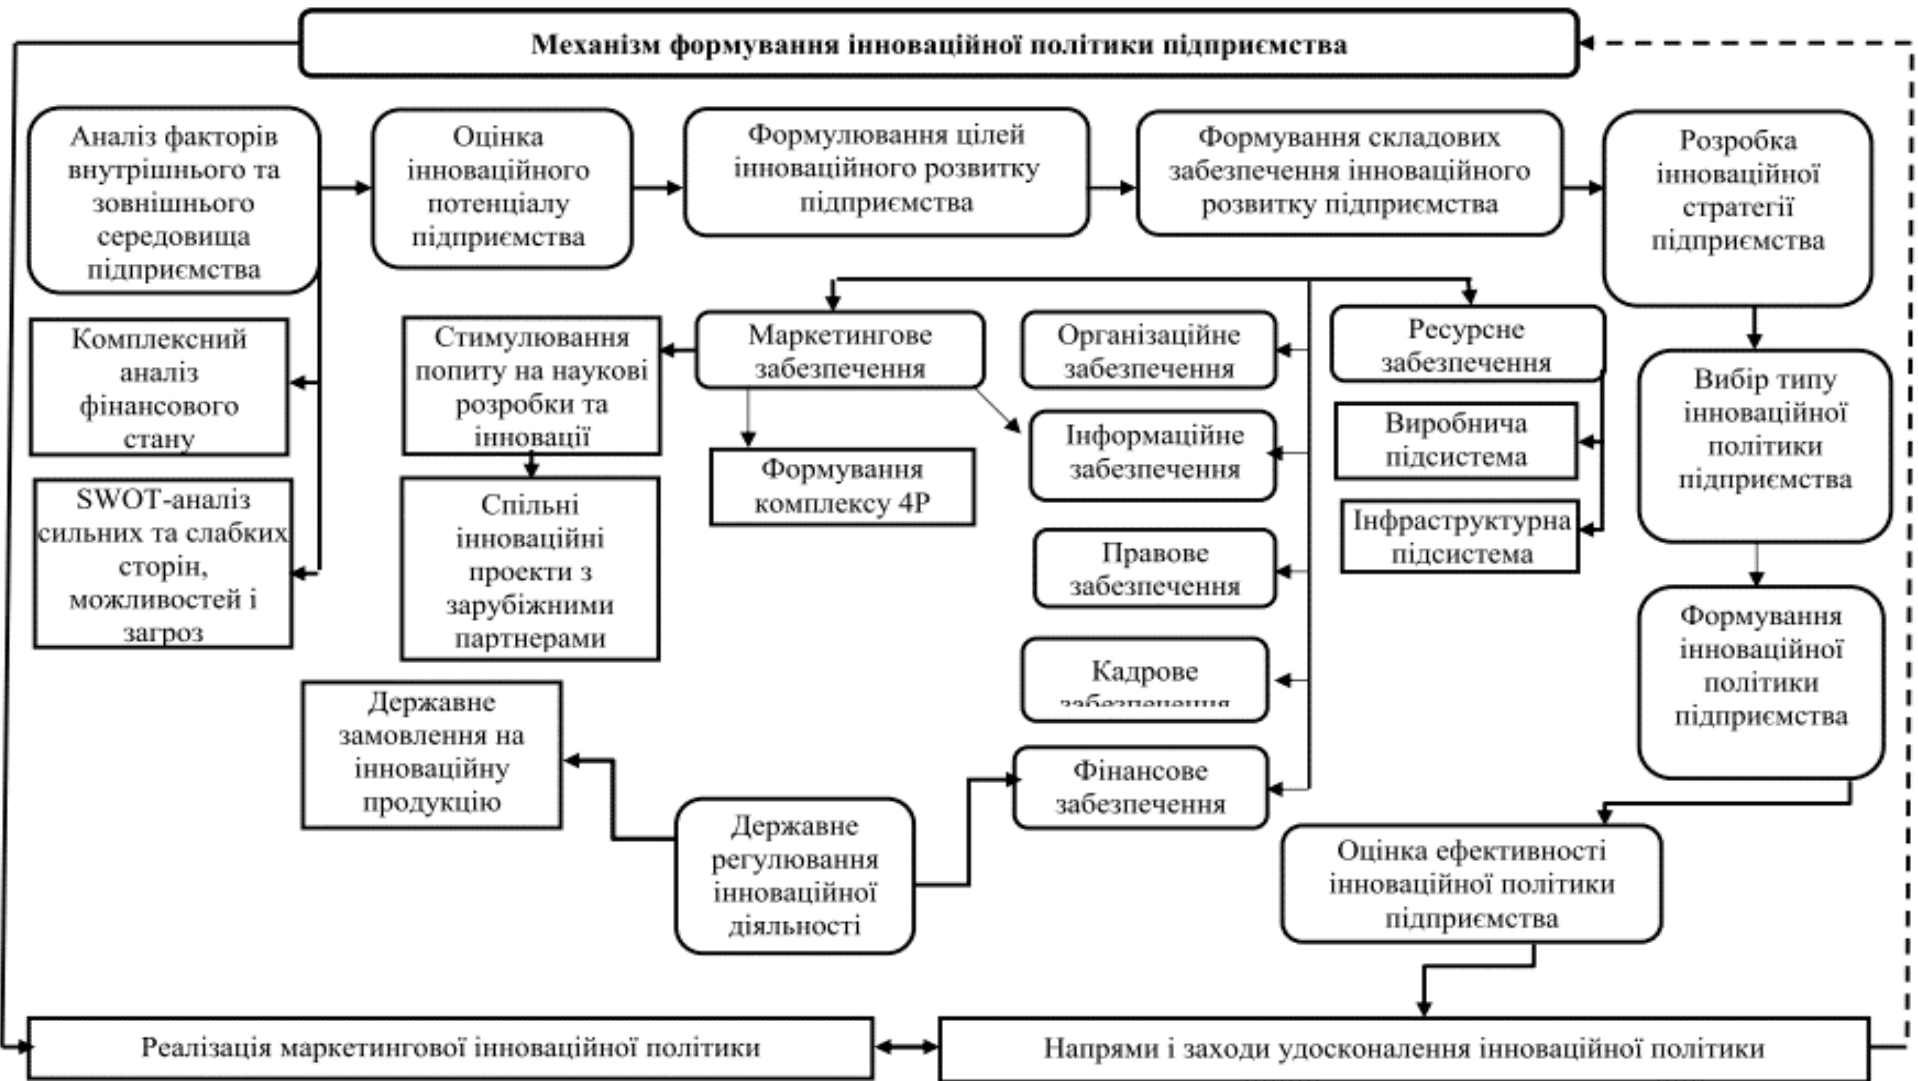 Механізм формування інноваційної політики підприємства
Аналіз факторів
внутрішнього та
зовнішнього
середовища
підприємства
Оцінка
інноваційного
потенціалу
підприємства
Формулювання цілей
інноваційного розвитку
підприємства
Формування складових
забезпечення інноваційного
розвитку підприємства
Розробка
інноваційної
стратегії
підприємства
Комплексний
аналіз
фінансового
стану
SWOT-аналіз
сильних та слабких
сторін,
можливостей і
загроз
Стимулювання
попиту на наукові
розробки та
інновації
Спільні
інноваційні
проекти з
зарубіжними
партнерами
Маркетингове
забезпечення
Формування
комплексу 4Р
Організаційне
забезпечення
Інформаційне
забезпечення
Правове
забезпечення
Кадрове
забезпечення
Фінансове
забезпечення
Ресурсне
забезпечення
Виробнича
підсистема
Інфраструктурна
підсистема
Вибір типу
інноваційної
політики
підприємства
Формування
інноваційної
політики
підприємства
Державне
замовлення на
інноваційну
продукцію
Державне
регулювання
інноваційної
діяльності
Оцінка ефективності
інноваційної політики
підприємства
Реалізація маркетингової інноваційної політики
Напрями і заходи удосконалення інноваційної політики